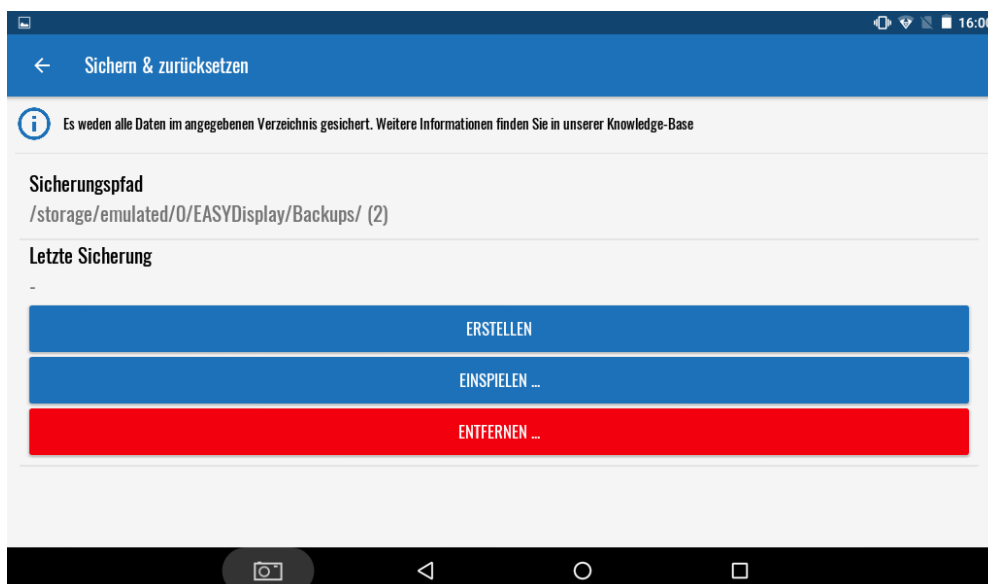 16:00
Sichern & zurücksetzen
Es weden alle Daten im angegebenen Verzeichnis gesichert. Weitere Informationen finden Sie in unserer Knowledge-Base
Sicherungspfad
/storage/emulated/0/EASYDisplay/Backups/ (2)
Letzte Sicherung
-
ERSTELLEN
EINSPIELEN ...
ENTFERNEN ...